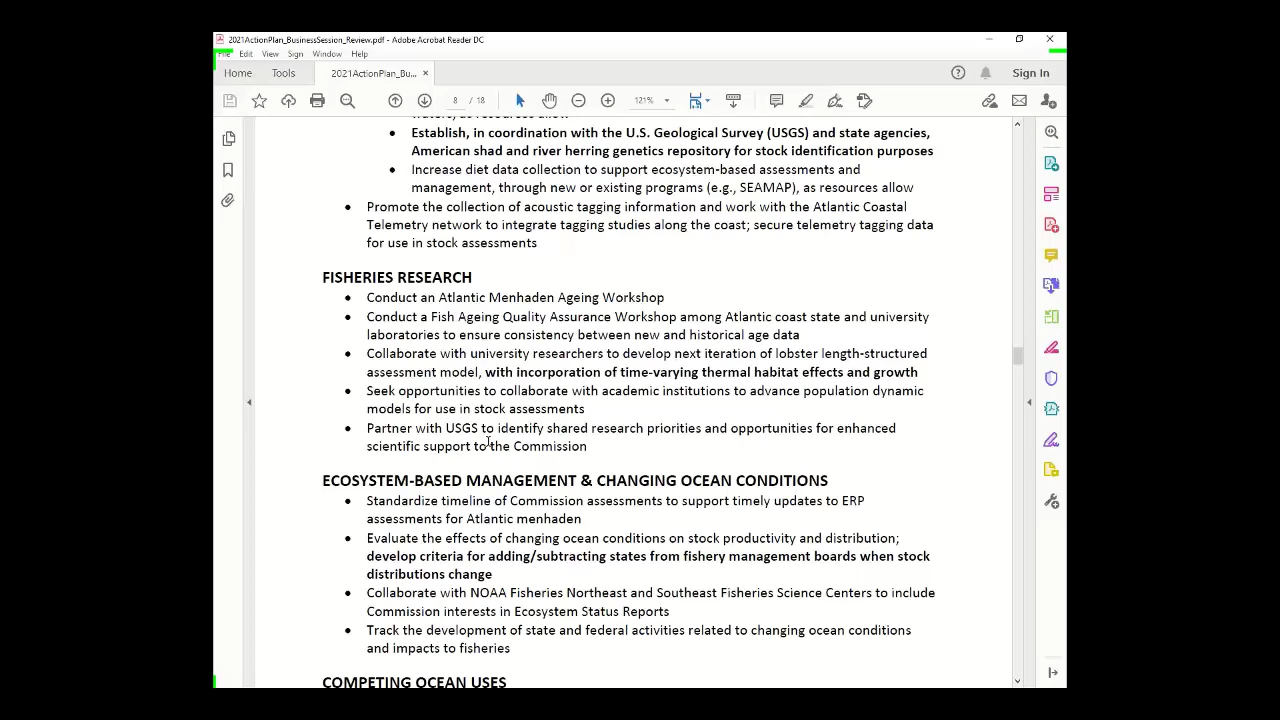 2021ActionPlan_BusinessSession_Review.pdf - Adobe Acrobat Reader DC
File Edit View Sign Window Help
Home Tools 2021ActionPlan_Bu... × Sign In
8 / 18 121%
waters, as resources allow
• Establish, in coordination with the U.S. Geological Survey (USGS) and state agencies,
American shad and river herring genetics repository for stock identification purposes
• Increase diet data collection to support ecosystem-based assessments and
management, through new or existing programs (e.g., SEAMAP), as resources allow
• Promote the collection of acoustic tagging information and work with the Atlantic Coastal
Telemetry network to integrate tagging studies along the coast; secure telemetry tagging data
for use in stock assessments
FISHERIES RESEARCH
• Conduct an Atlantic Menhaden Ageing Workshop
• Conduct a Fish Ageing Quality Assurance Workshop among Atlantic coast state and university
laboratories to ensure consistency between new and historical age data
• Collaborate with university researchers to develop next iteration of lobster length-structured
assessment model, with incorporation of time-varying thermal habitat effects and growth
• Seek opportunities to collaborate with academic institutions to advance population dynamic
models for use in stock assessments
• Partner with USGS to identify shared research priorities and opportunities for enhanced
scientific support to the Commission
ECOSYSTEM-BASED MANAGEMENT & CHANGING OCEAN CONDITIONS
• Standardize timeline of Commission assessments to support timely updates to ERP
assessments for Atlantic menhaden
• Evaluate the effects of changing ocean conditions on stock productivity and distribution;
develop criteria for adding/subtracting states from fishery management boards when stock
distributions change
• Collaborate with NOAA Fisheries Northeast and Southeast Fisheries Science Centers to include
Commission interests in Ecosystem Status Reports
• Track the development of state and federal activities related to changing ocean conditions
and impacts to fisheries
COMPETING OCEAN USES